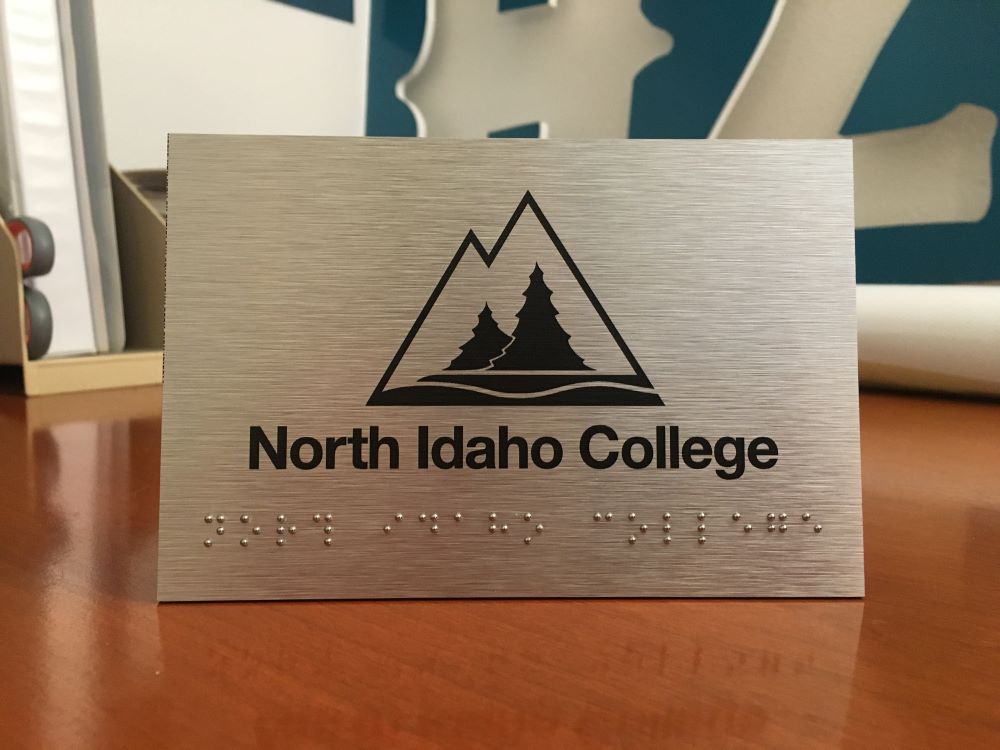 North Idaho College
⠝⠕⠗⠹ ⠊⠙⠁⠓⠕ ⠉⠕⠇⠇⠑⠛⠑